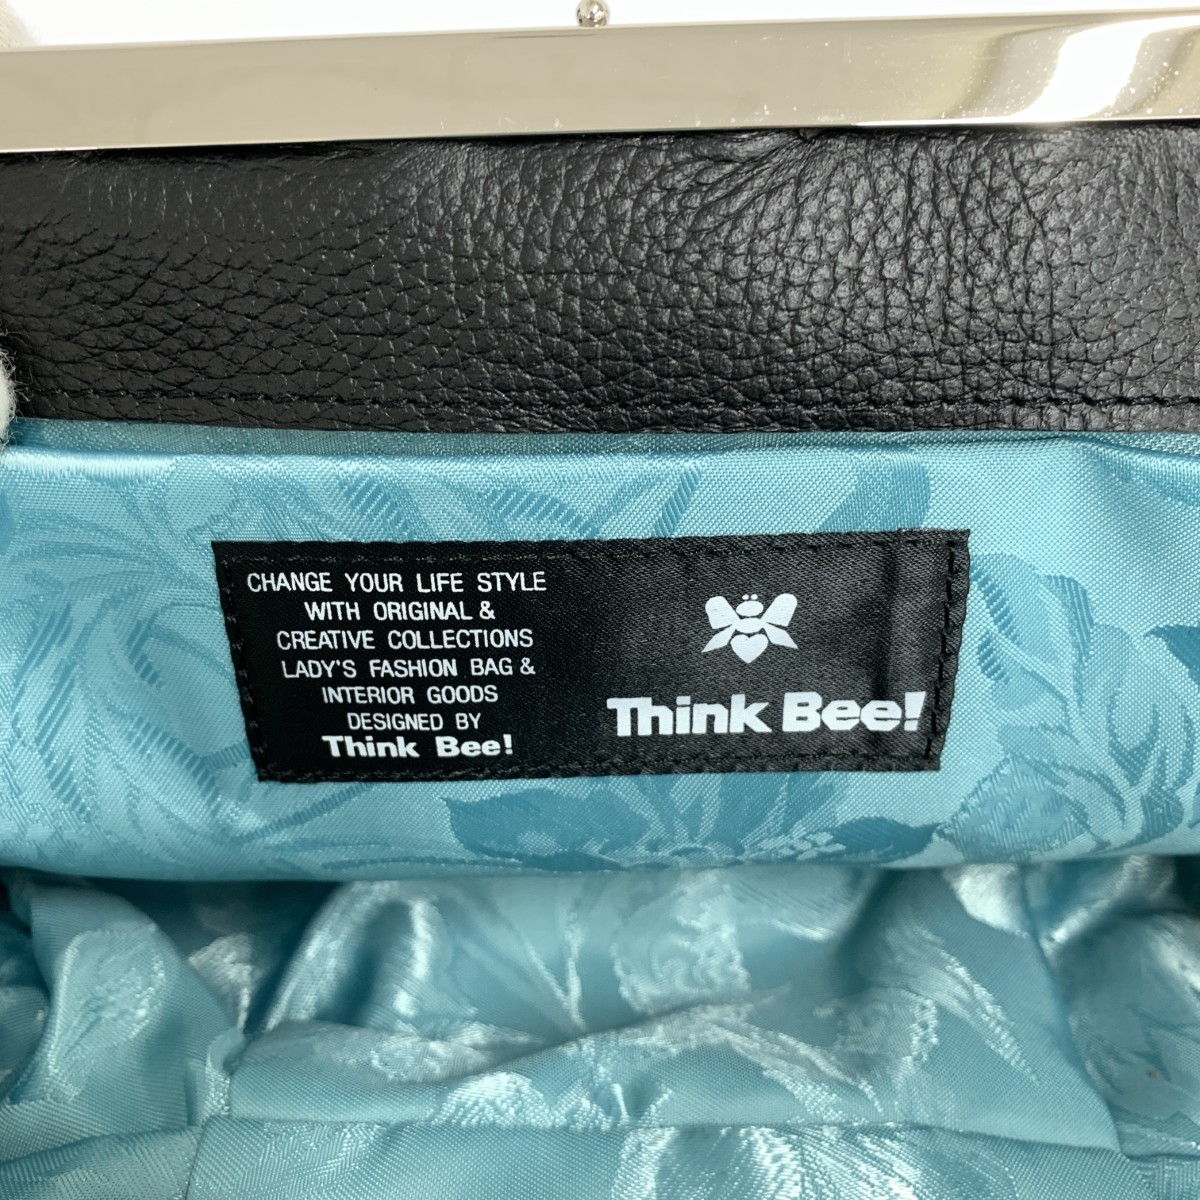 CHANGE YOUR LIFE STYLE
WITH ORIGINAL &
CREATIVE COLLECTIONS
LADY'S FASHION BAG &
INTERIOR GOODS
DESIGNED BY
Think Bee!
Think Bee!